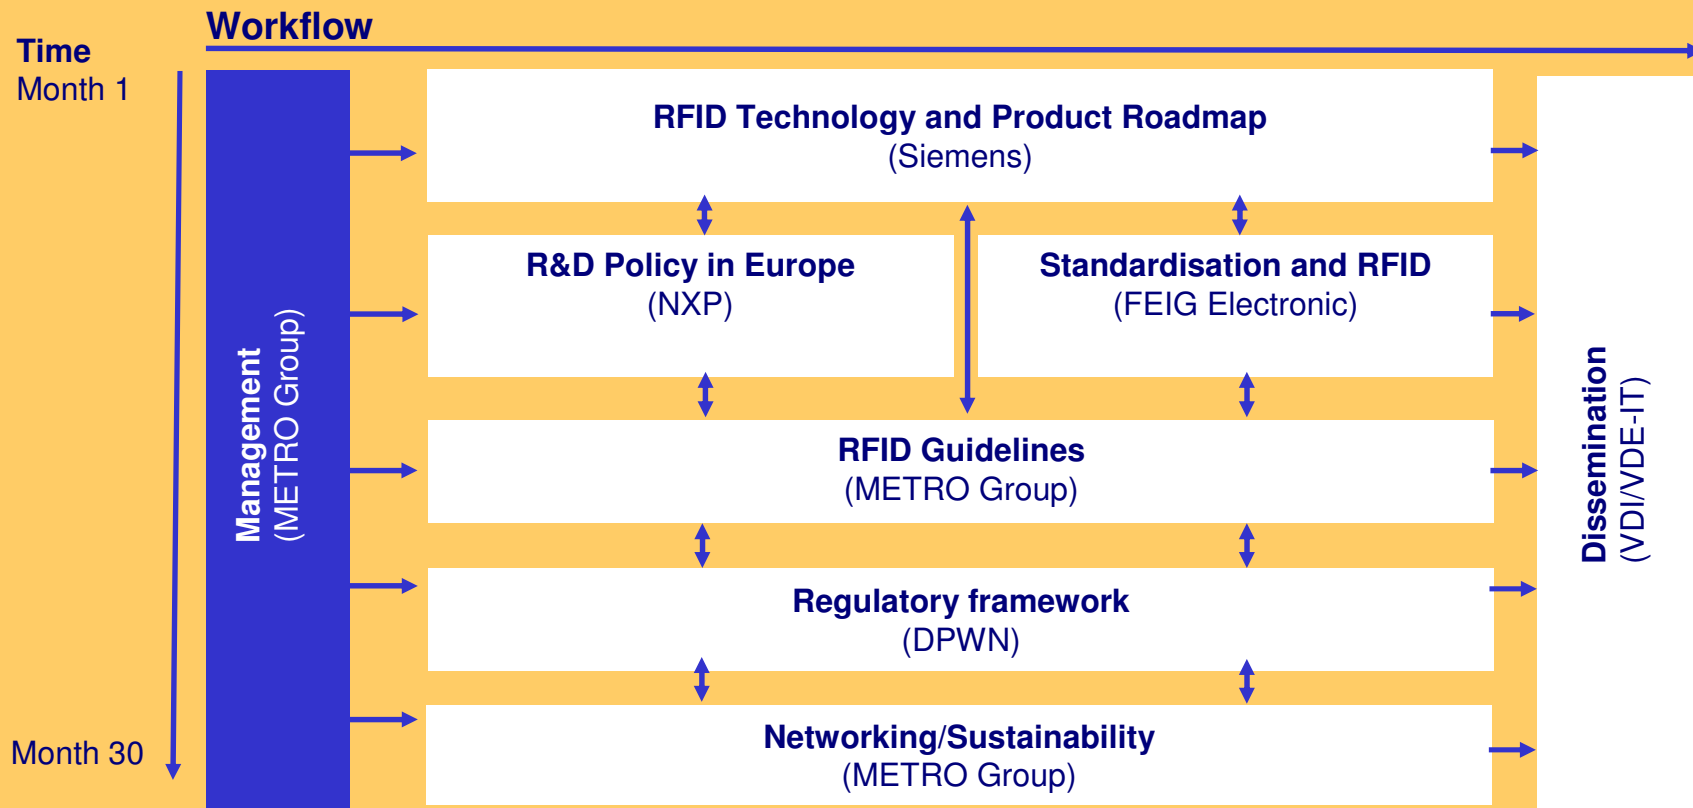 Workflow
Time
Month 1
Month 30
Management
(METRO Group)
RFID Technology and Product Roadmap
(Siemens)
R&D Policy in Europe
(NXP)
Standardisation and RFID
(FEIG Electronic)
RFID Guidelines
(METRO Group)
Regulatory framework
(DPWN)
Networking/Sustainability
(METRO Group)
Dissemination
(VDI/VDE-IT)